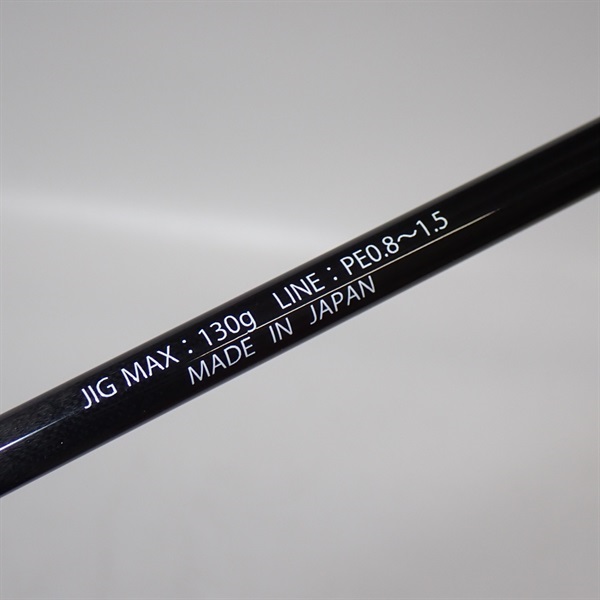 JIG MAX : 130g LINE : PE0.8～1.5
MADE IN JAPAN